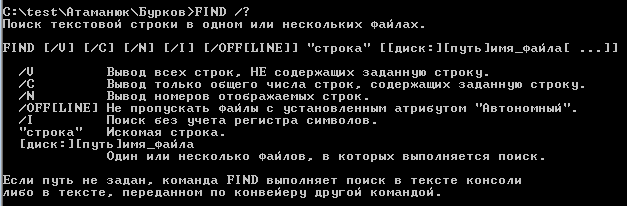 C:\test\Атаманюк\Бурков>FIND /?
Поиск текстовой строки в одном или нескольких файлах.
FIND [/V] [/C] [/N] [/I] [/OFF[LINE]] "строка" [[диск:][путь]имя_файла[ ...]]
/V Вывод всех строк, НЕ содержащих заданную строку.
/C Вывод только общего числа строк, содержащих заданную строку.
/N Вывод номеров отображаемых строк.
/OFF[LINE] Не пропускать файлы с установленным атрибутом "Автономный".
/I Поиск без учета регистра символов.
"строка" Искомая строка.
[диск:][путь]имя_файла
Один или несколько файлов, в которых выполняется поиск.
Если путь не задан, команда FIND выполняет поиск в тексте консоли
либо в тексте, переданном по конвейеру другой командой.